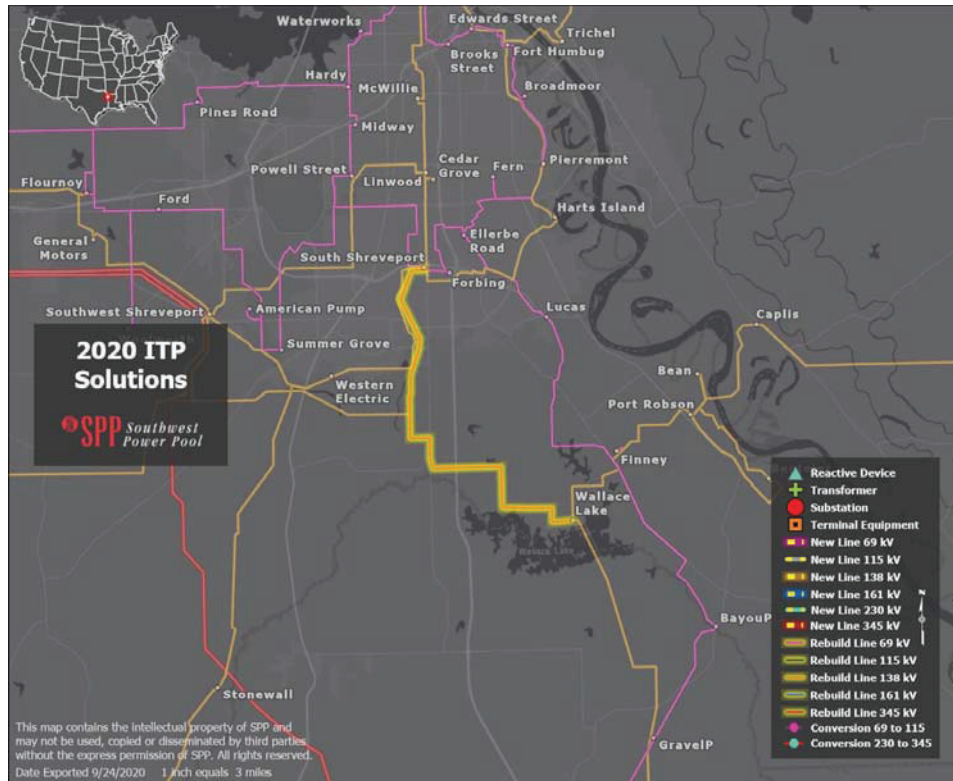 Waterworks
Edwards Street
Trichel
Brooks
Street
Fort Humbug
Hardy
McWillie
Broadmoor
Pines Road
Midway
Cedar
Grove
Fern
Pierremont
Powell Street
Linwood
Flournoy
Ford
Harts Island
Ellerbe
Road
General
Motors
South Shreveport
Forbing
Southwest Shreveport
American Pump
Lucas
Caplis
Summer Grove
2020 ITP
Solutions
SPP Southwest
Power Pool
Western
Electric
Bean
Port Robson
Finney
Wallace
Lake
Wallace Lake
BayouP
Stonewall
GravelP
Reactive Device
Transformer
Substation
Terminal Equipment
New Line 69 kV
New Line 115 kV
New Line 138 kV
New Line 161 kV
New Line 230 kV
New Line 345 kV
Rebuild Line 69 kV
Rebuild Line 115 kV
Rebuild Line 138 kV
Rebuild Line 161 kV
Rebuild Line 345 kV
Conversion 69 to 115
Conversion 230 to 345
N
This map contains the intellectual property of SPP and
may not be used, copied or disseminated by third parties
without the express permission of SPP. All rights reserved.
Date Exported 9/24/2020 1 inch equals 3 miles